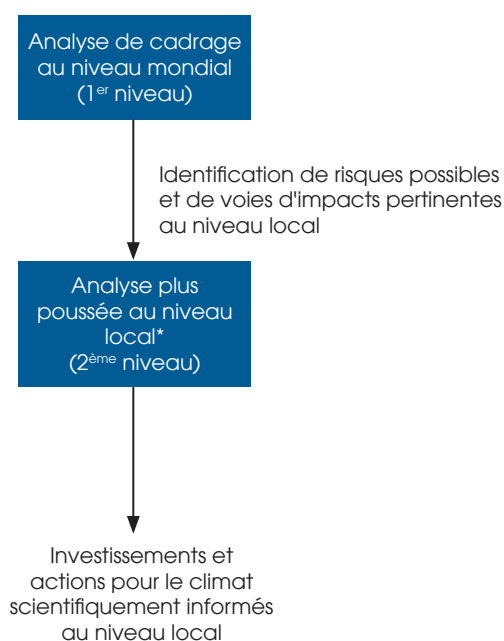 Analyse de cadrage
au niveau mondial
(1er niveau)
Identification de risques possibles
et de voies d'impacts pertinentes
au niveau local
Analyse plus
poussée au niveau
local*
(2ème niveau)
Investissements et
actions pour le climat
scientifiquement informés
au niveau local